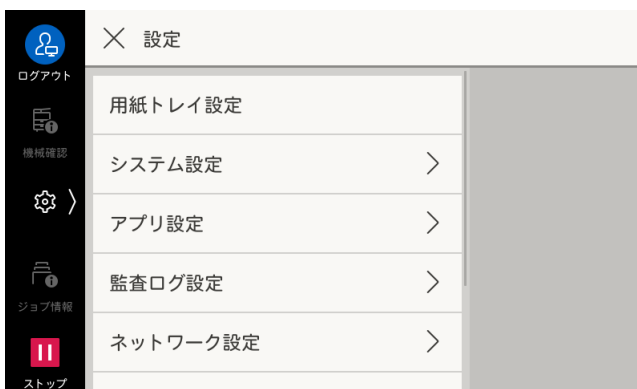 設定
ログアウト
機械確認
ジョブ情報
ストップ
用紙トレイ設定
システム設定
アプリ設定
監査ログ設定
ネットワーク設定